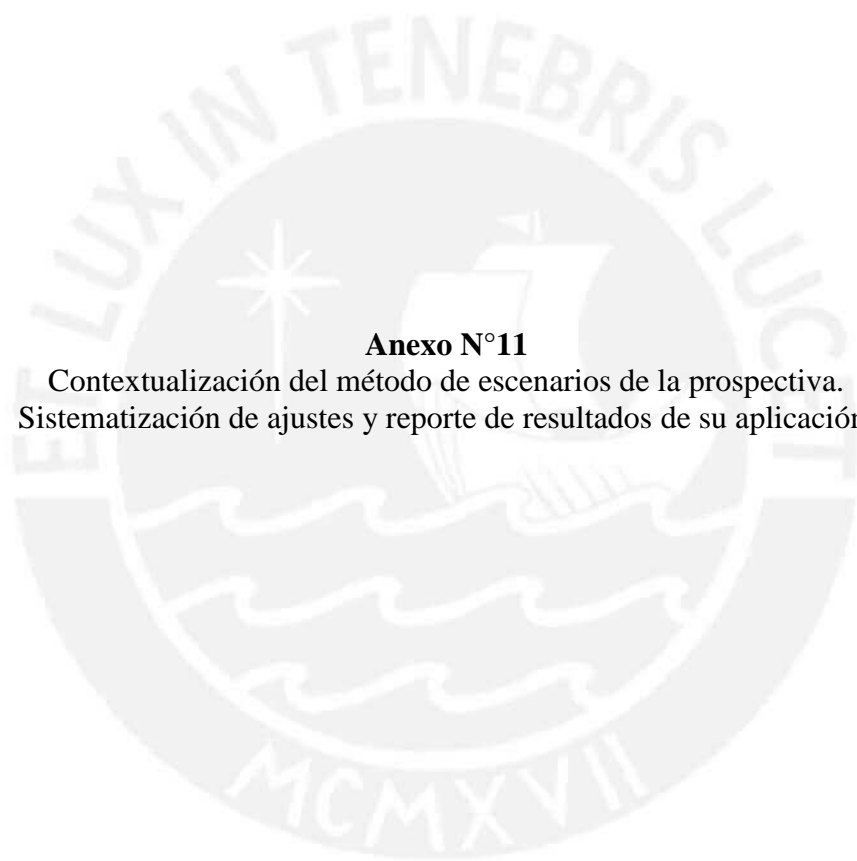 ET LUX IN TENEBRIS LUCET
Anexo N°11
Contextualización del método de escenarios de la prospectiva.
Sistematización de ajustes y reporte de resultados de su aplicación
MCMXVII